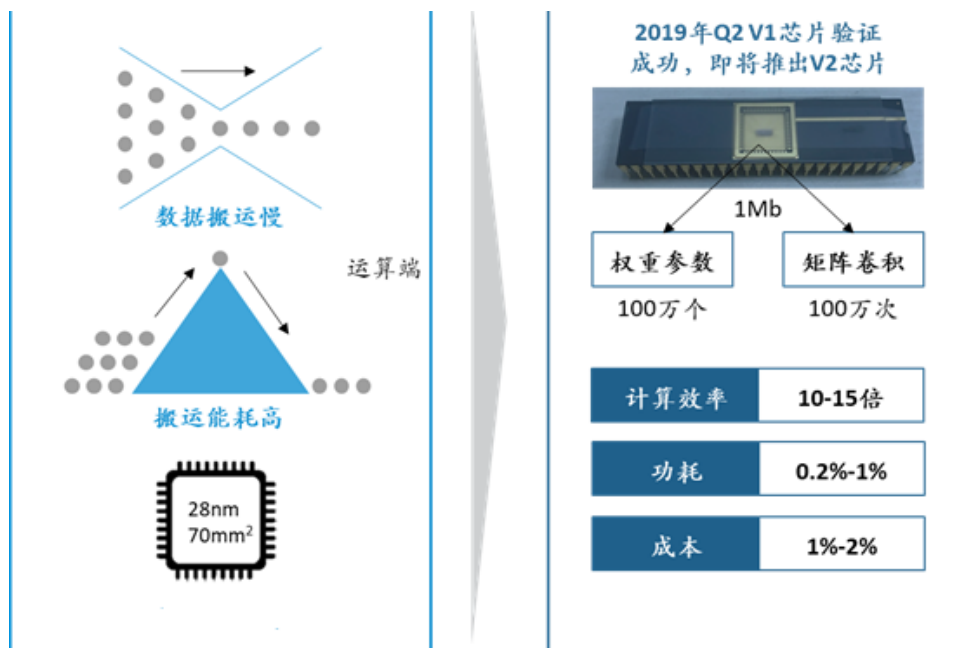 数据搬运慢
运算端
搬运能耗高
28nm
70mm²
2019年Q2 V1芯片验证
成功，即将推出V2芯片
1Mb
权重参数
矩阵卷积
100万个
100万次
计算效率
10-15倍
功耗
0.2%-1%
成本
1%-2%